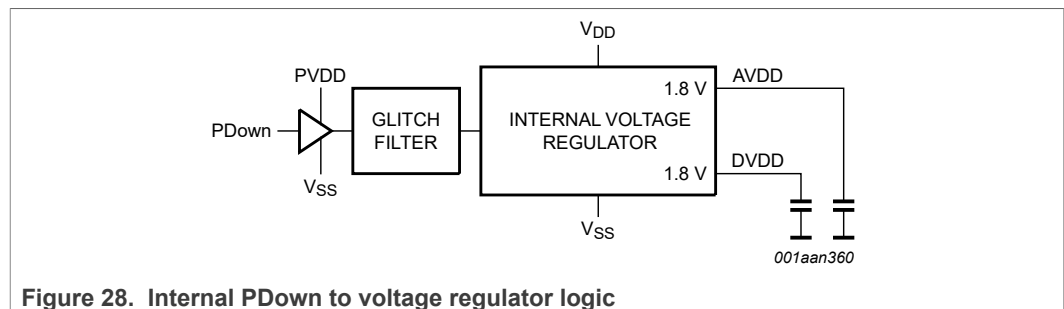 VDD
PVDD
PDown
GLITCH
FILTER
VSS
INTERNAL VOLTAGE
REGULATOR
1.8 V
AVDD
1.8 V
DVDD
VSS
001aan360
Figure 28. Internal PDown to voltage regulator logic